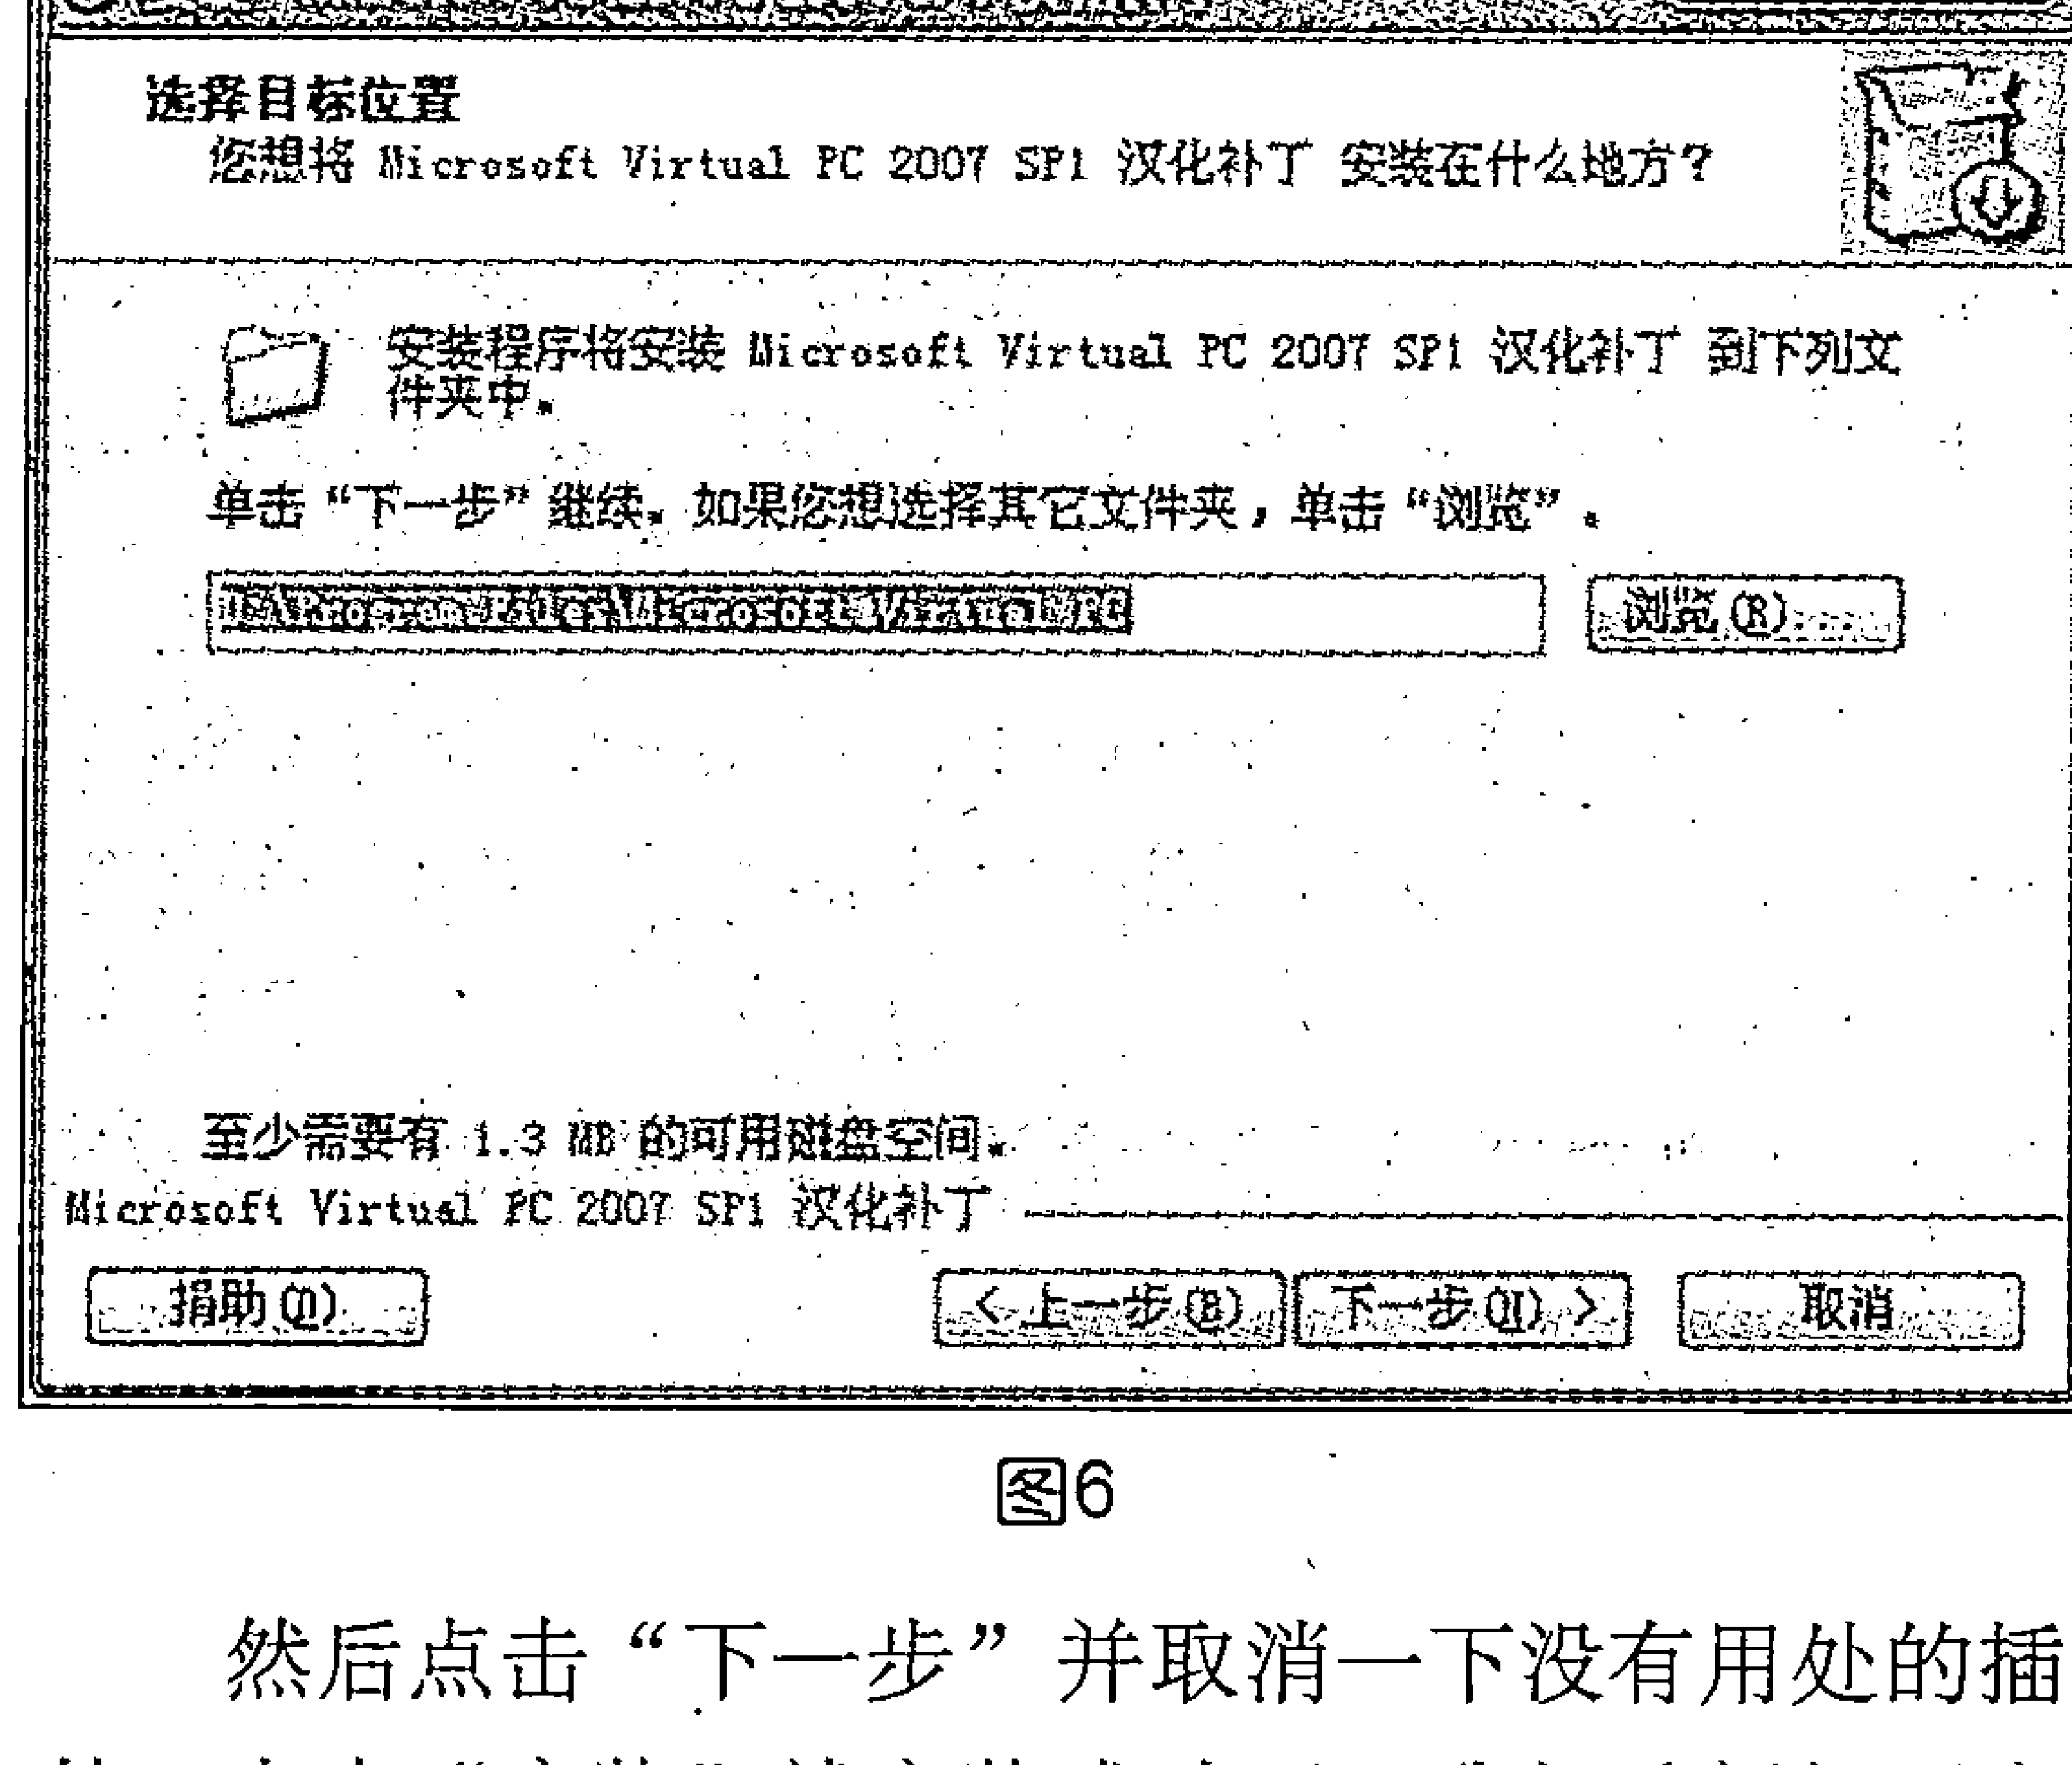 选择目标位置
您想将 Microsoft Virtual PC 2007 SP1 汉化补丁 安装在什么地方?
安装程序将安装 Microsoft Virtual PC 2007 SP1 汉化补丁 到下列文
件夹中。
单击“下一步”继续。如果您想选择其它文件夹，单击“浏览”。
\Program Files\Microsoft Virtual PC
浏览(R)
至少需要有 1.3 MB 的可用磁盘空间。
Microsoft Virtual PC 2007 SP1 汉化补丁
捐助
< 上一步(B)
下一步(N) >
取消
图6
然后点击“下一步”并取消一下没有用处的插